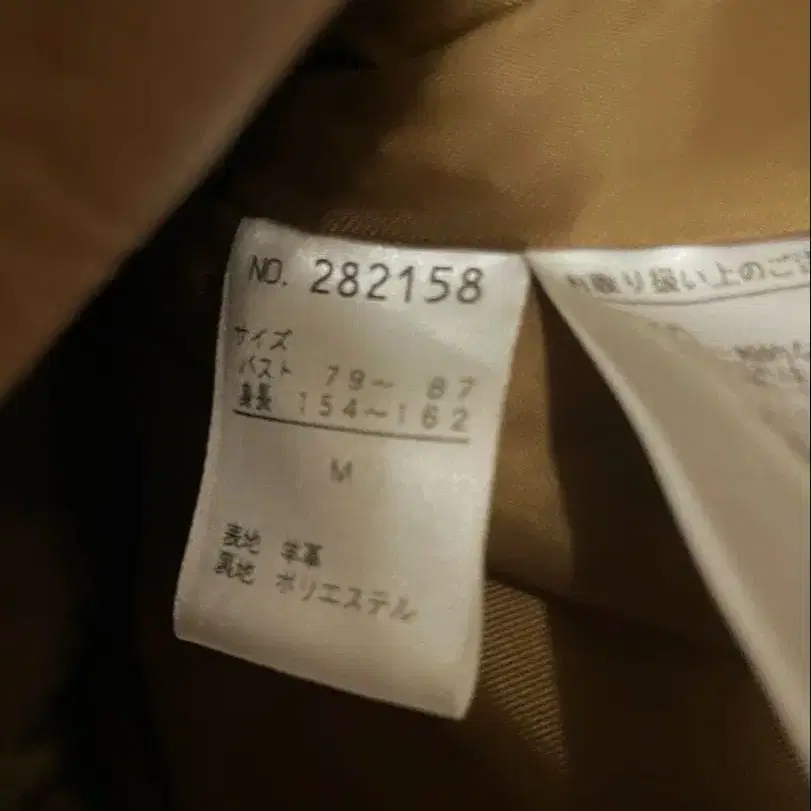 NO. 282158
サイズ
バスト 79～ 87
身長 154～162
M
表地 羊革
裏地 ポリエステル
取り扱い上のご注